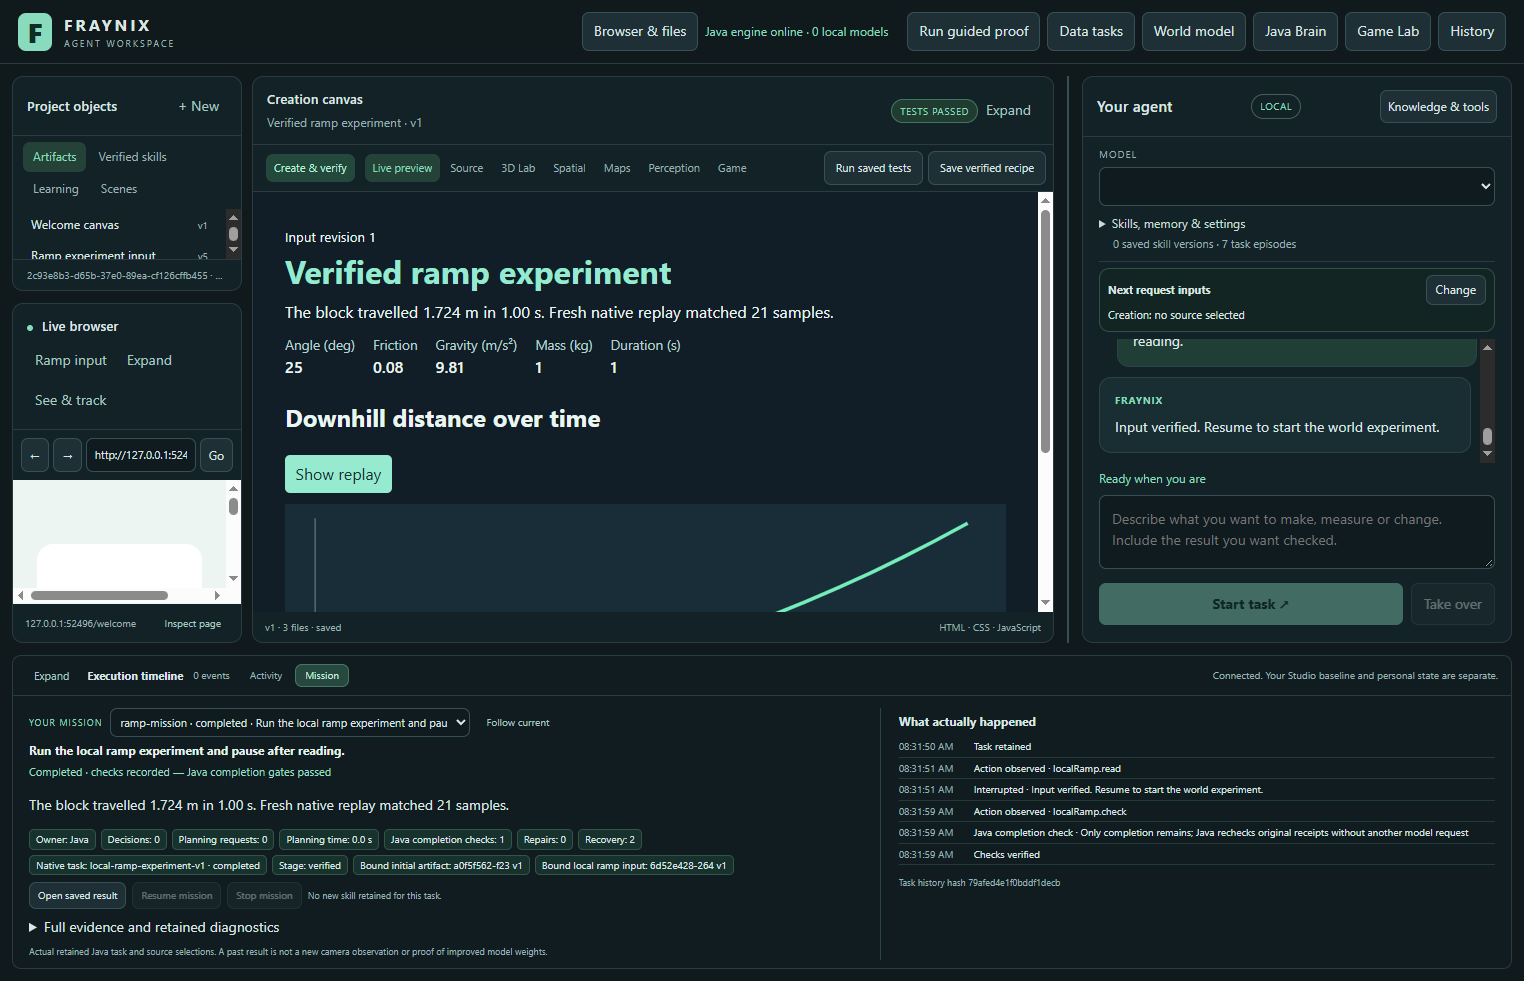 F FRAYNIX
AGENT WORKSPACE
Browser & files
Java engine online · 0 local models
Run guided proof
Data tasks
World model
Java Brain
Game Lab
History
Project objects
+ New
Artifacts
Verified skills
Learning
Scenes
Welcome canvas v1
Ramp experiment input v5
2c93e8b3-d65b-37e0-89ea-cf126cffb455 · ...
Live browser
Ramp input
Expand
See & track
← → http://127.0.0.1:524 Go
127.0.0.1:52496/welcome
Inspect page
Creation canvas
Verified ramp experiment · v1
TESTS PASSED
Expand
Create & verify
Live preview
Source
3D Lab
Spatial
Maps
Perception
Game
Run saved tests
Save verified recipe
Input revision 1
Verified ramp experiment
The block travelled 1.724 m in 1.00 s. Fresh native replay matched 21 samples.
Angle (deg) Friction Gravity (m/s²) Mass (kg) Duration (s)
25 0.08 9.81 1 1
Downhill distance over time
Show replay
v1 · 3 files · saved
HTML · CSS · JavaScript
Your agent
LOCAL
Knowledge & tools
MODEL
▶ Skills, memory & settings
0 saved skill versions · 7 task episodes
Next request inputs
Change
Creation: no source selected
reading.
FRAYNIX
Input verified. Resume to start the world experiment.
Ready when you are
Describe what you want to make, measure or change.
Include the result you want checked.
Start task ↗
Take over
Expand
Execution timeline
0 events
Activity
Mission
Connected. Your Studio baseline and personal state are separate.
YOUR MISSION
ramp-mission · completed · Run the local ramp experiment and pau
Follow current
Run the local ramp experiment and pause after reading.
Completed · checks recorded — Java completion gates passed
The block travelled 1.724 m in 1.00 s. Fresh native replay matched 21 samples.
Owner: Java
Decisions: 0
Planning requests: 0
Planning time: 0.0 s
Java completion checks: 1
Repairs: 0
Recovery: 2
Native task: local-ramp-experiment-v1 · completed
Stage: verified
Bound initial artifact: a0f5f562-f23 v1
Bound local ramp input: 6d52e428-264 v1
Open saved result
Resume mission
Stop mission
No new skill retained for this task.
▶ Full evidence and retained diagnostics
Actual retained Java task and source selections. A past result is not a new camera observation or proof of improved model weights.
What actually happened
08:31:50 AM Task retained
08:31:51 AM Action observed · localRamp.read
08:31:51 AM Interrupted · Input verified. Resume to start the world experiment.
08:31:59 AM Action observed · localRamp.check
08:31:59 AM Java completion check · Only completion remains; Java rechecks original receipts without another model request
08:31:59 AM Checks verified
Task history hash 79afed4e1f0bddf1decb